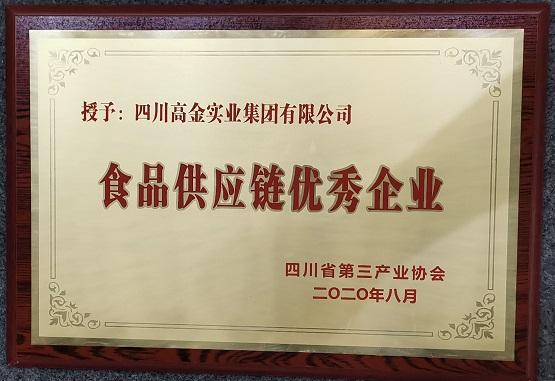 授予：四川高金实业集团有限公司
食品供应链优秀企业
四川省第三产业协会
二〇二〇年八月